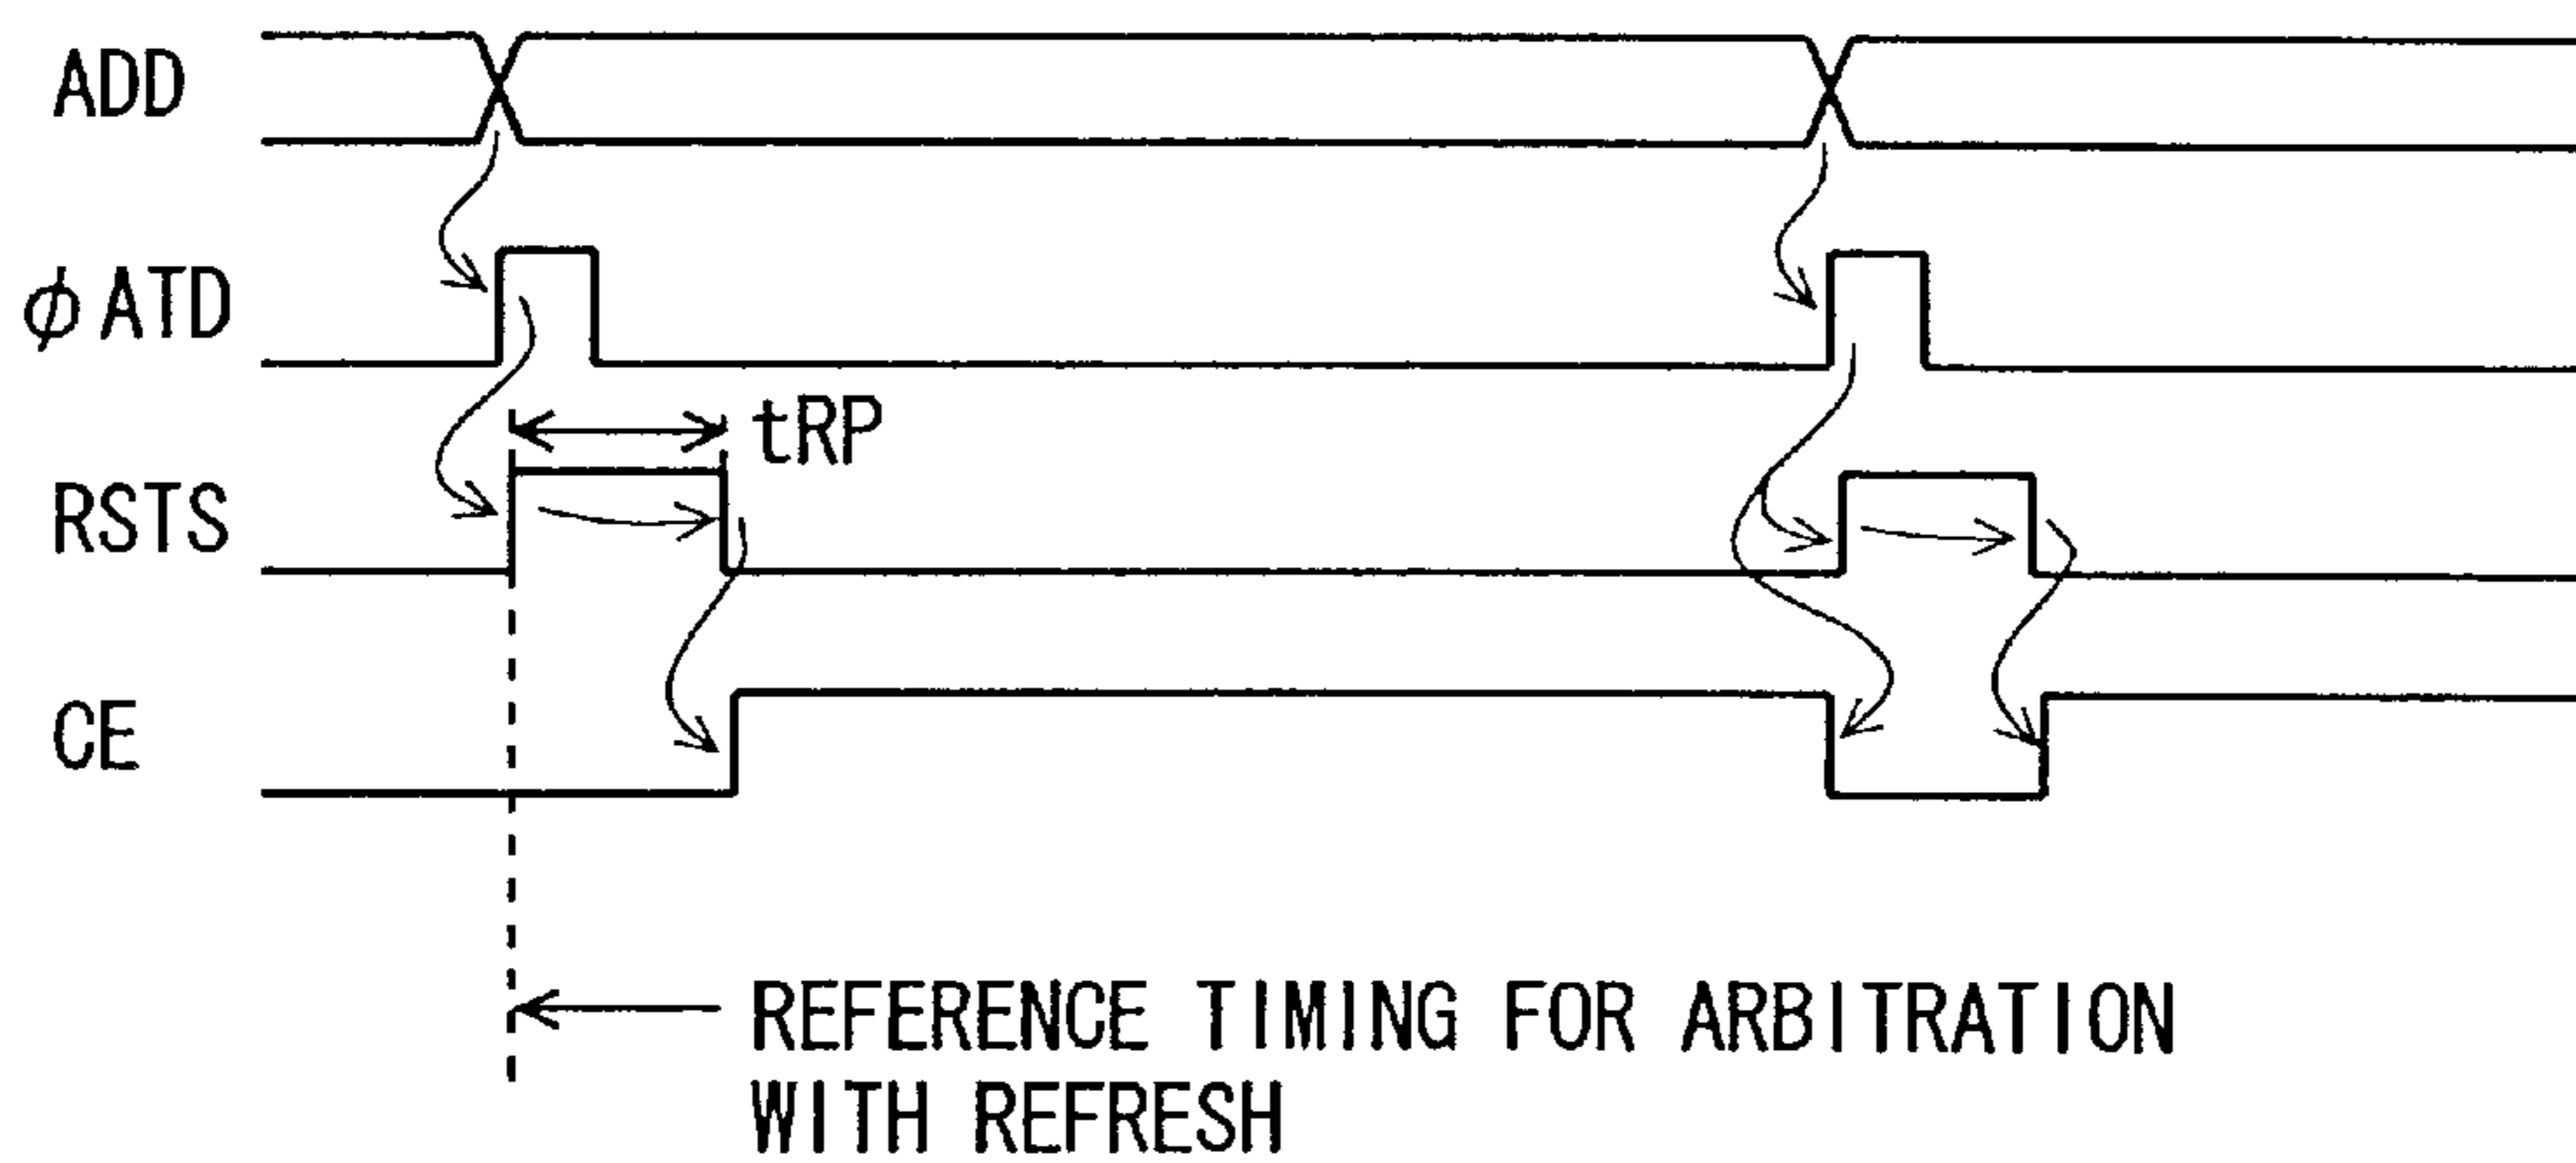 ADD
φATD
tRP
RSTS
CE
REFERENCE TIMING FOR ARBITRATION
WITH REFRESH